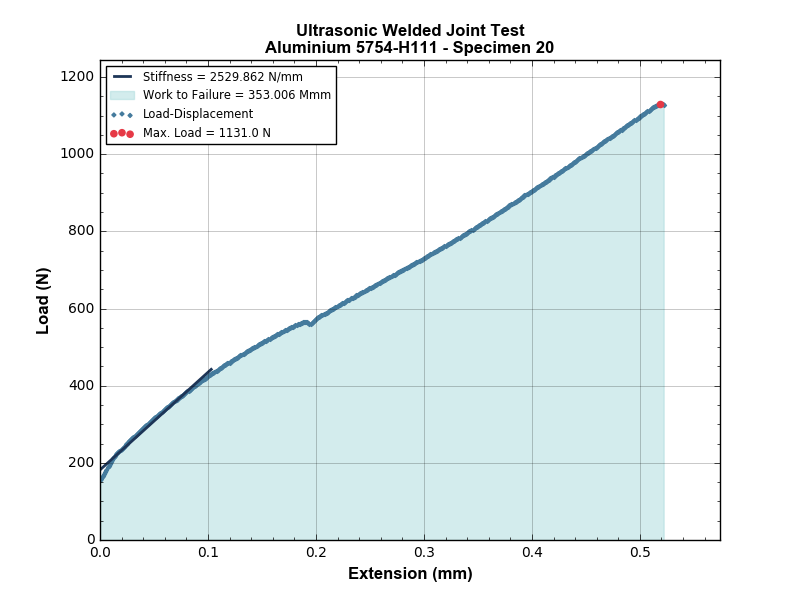 Ultrasonic Welded Joint Test
Aluminium 5754-H111 - Specimen 20
Stiffness = 2529.862 N/mm
Work to Failure = 353.006 Mmm
Load-Displacement
Max. Load = 1131.0 N
1200
1000
800
600
400
200
0
Load (N)
0.0 0.1 0.2 0.3 0.4 0.5
Extension (mm)